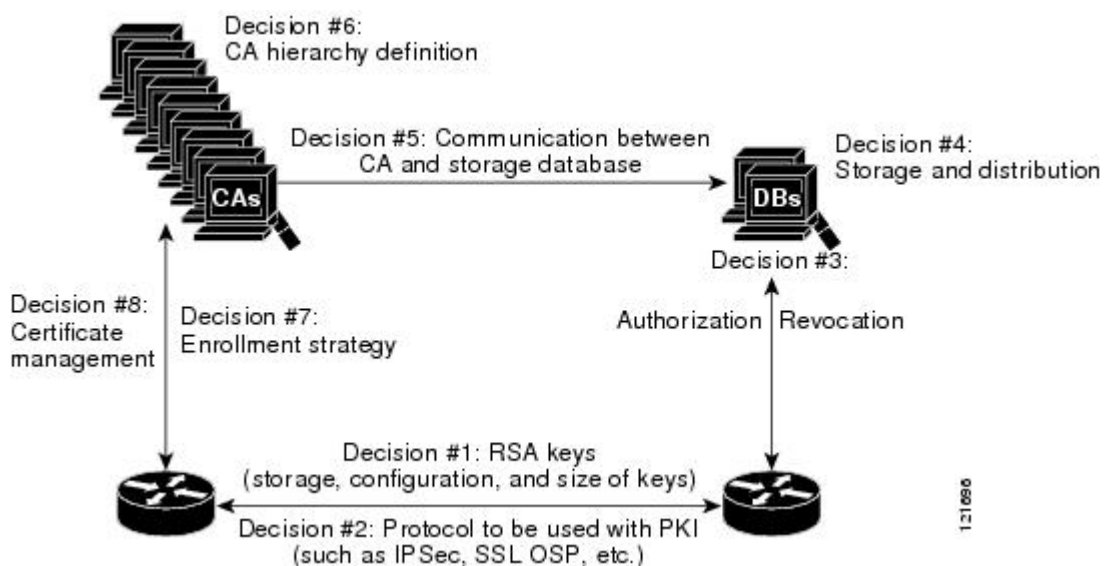 Decision #6:
CA hierarchy definition
Decision #5: Communication between
CA and storage database
Decision #4:
Storage and distribution
CAs
DBs
Decision #3:
Authorization
Revocation
Decision #8:
Certificate
management
Decision #7:
Enrollment strategy
Decision #1: RSA keys
(storage, configuration, and size of keys)
Decision #2: Protocol to be used with PKI
(such as IPSec, SSL OSP, etc.)
121696